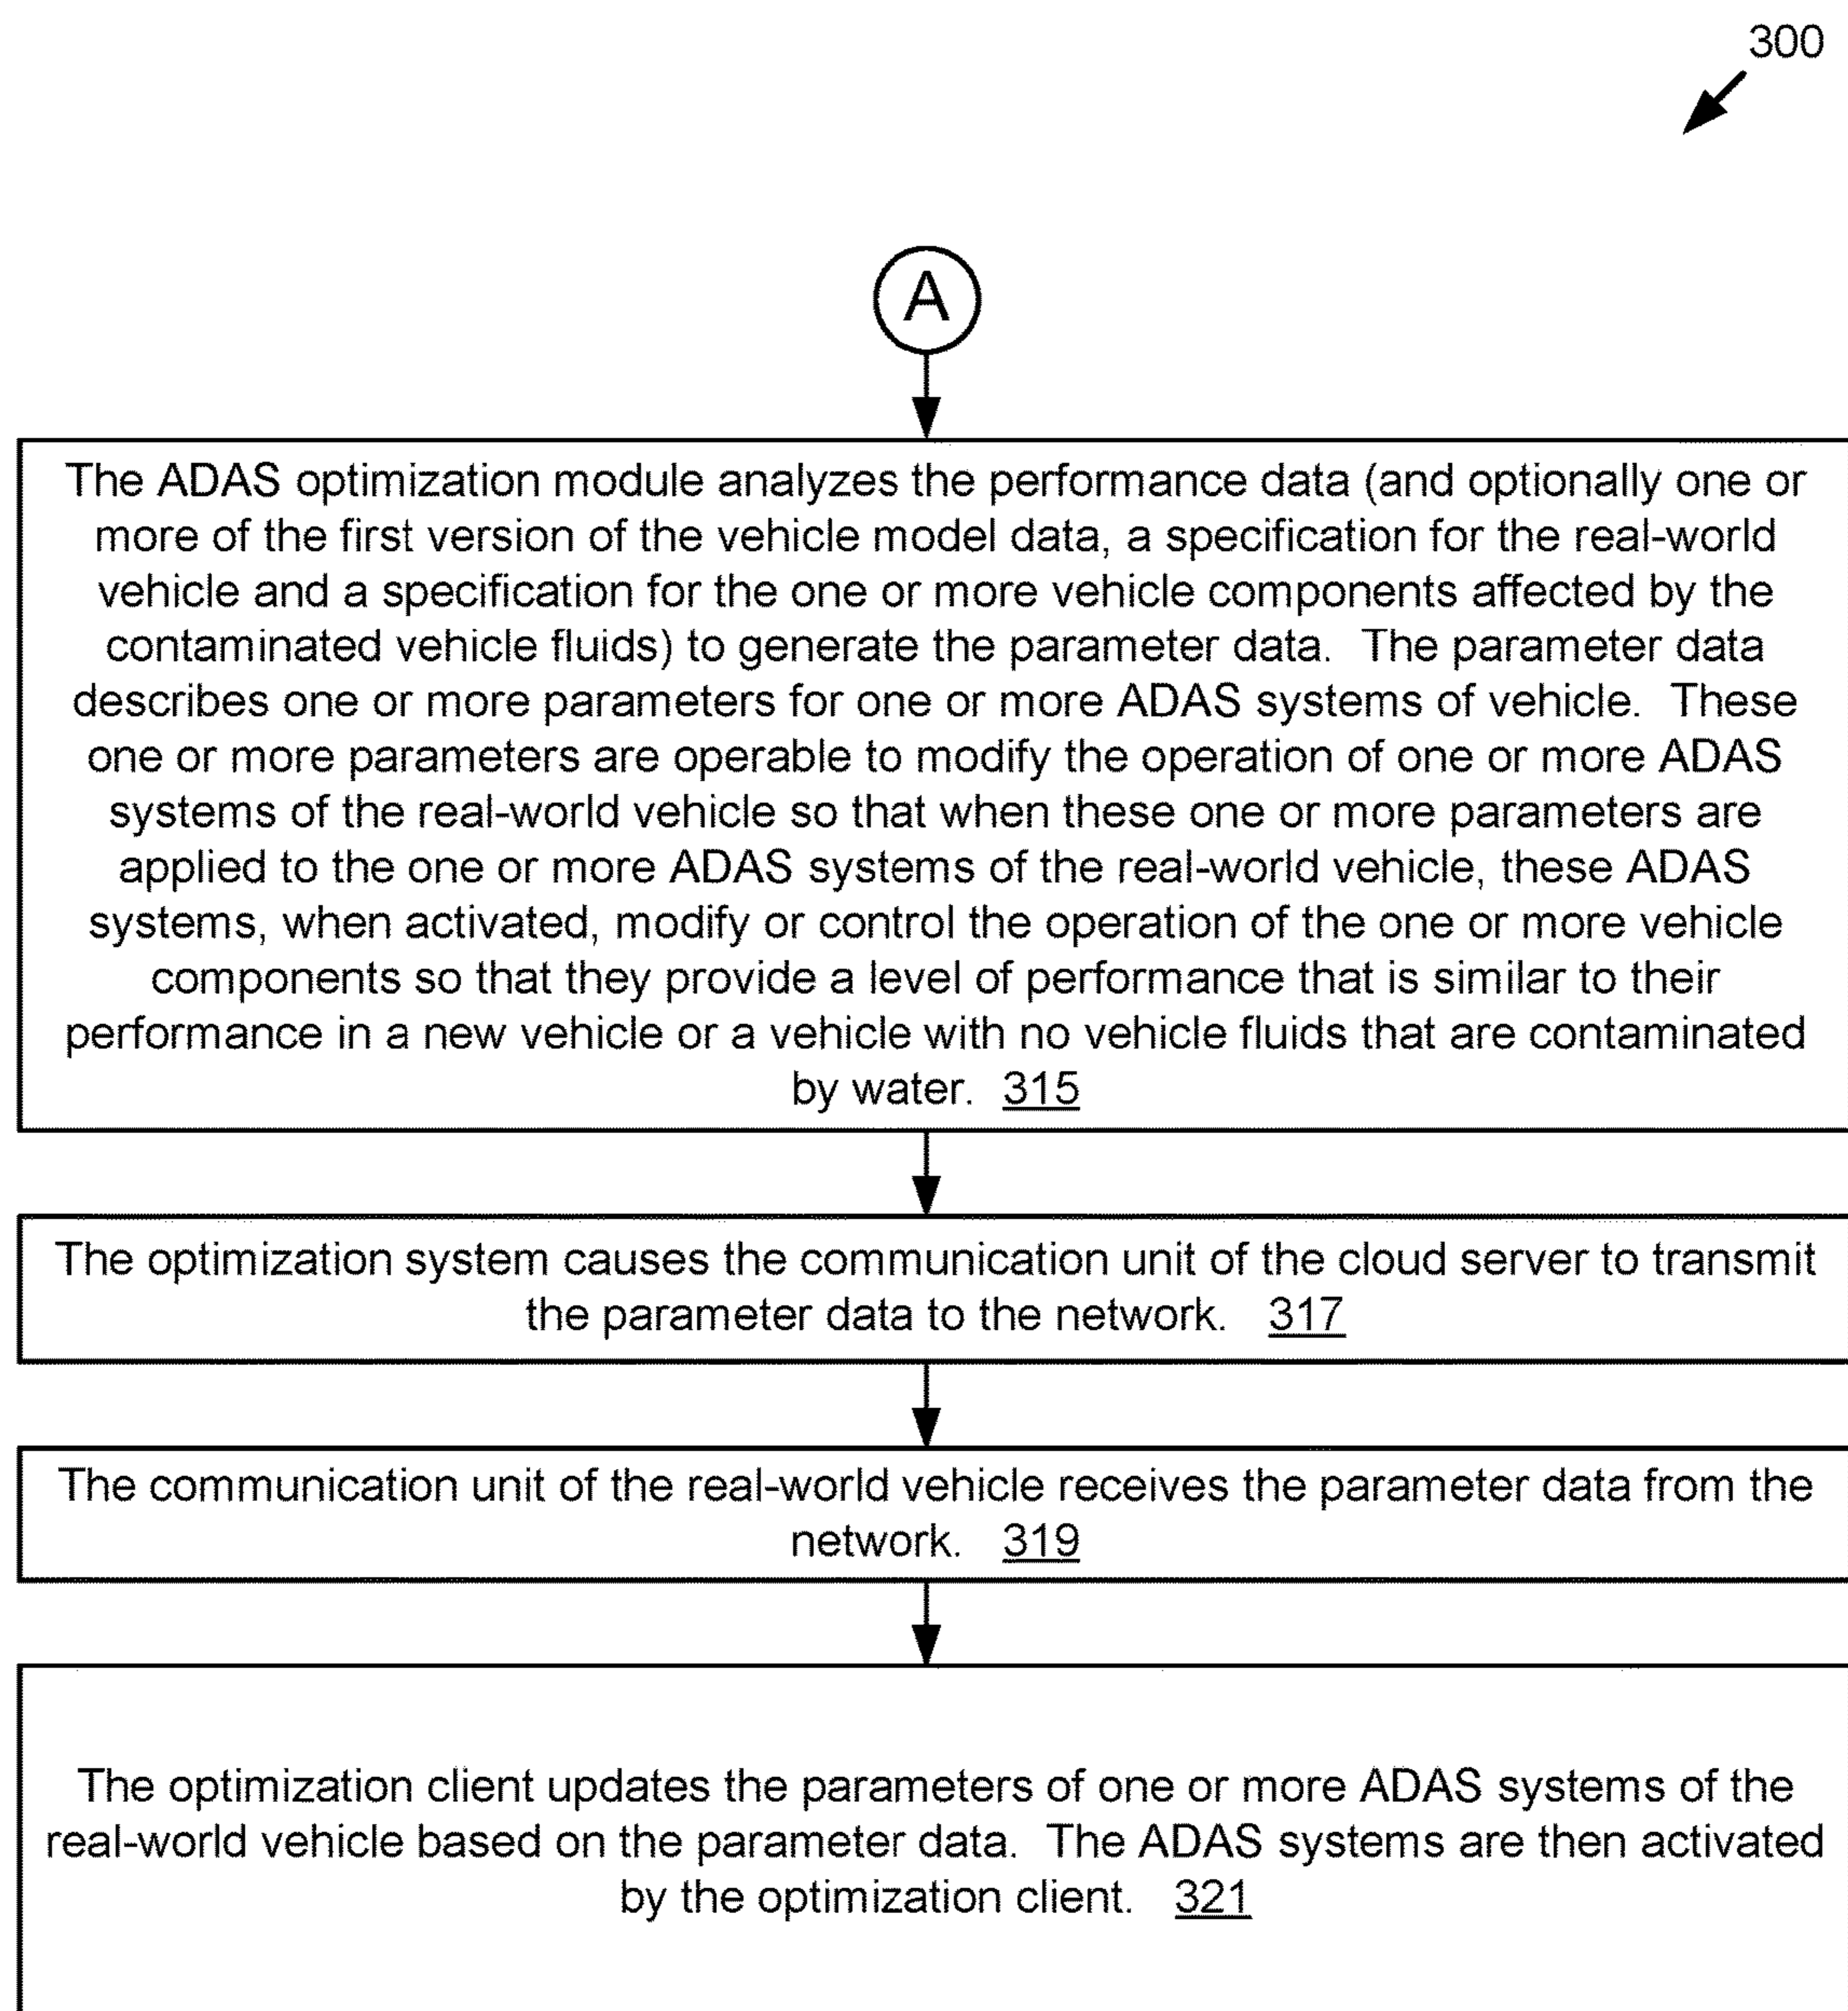 300
A
The ADAS optimization module analyzes the performance data (and optionally one or
more of the first version of the vehicle model data, a specification for the real-world
vehicle and a specification for the one or more vehicle components affected by the
contaminated vehicle fluids) to generate the parameter data. The parameter data
describes one or more parameters for one or more ADAS systems of vehicle. These
one or more parameters are operable to modify the operation of one or more ADAS
systems of the real-world vehicle so that when these one or more parameters are
applied to the one or more ADAS systems of the real-world vehicle, these ADAS
systems, when activated, modify or control the operation of the one or more vehicle
components so that they provide a level of performance that is similar to their
performance in a new vehicle or a vehicle with no vehicle fluids that are contaminated
by water. 315
The optimization system causes the communication unit of the cloud server to transmit
the parameter data to the network. 317
The communication unit of the real-world vehicle receives the parameter data from the
network. 319
The optimization client updates the parameters of one or more ADAS systems of the
real-world vehicle based on the parameter data. The ADAS systems are then activated
by the optimization client. 321